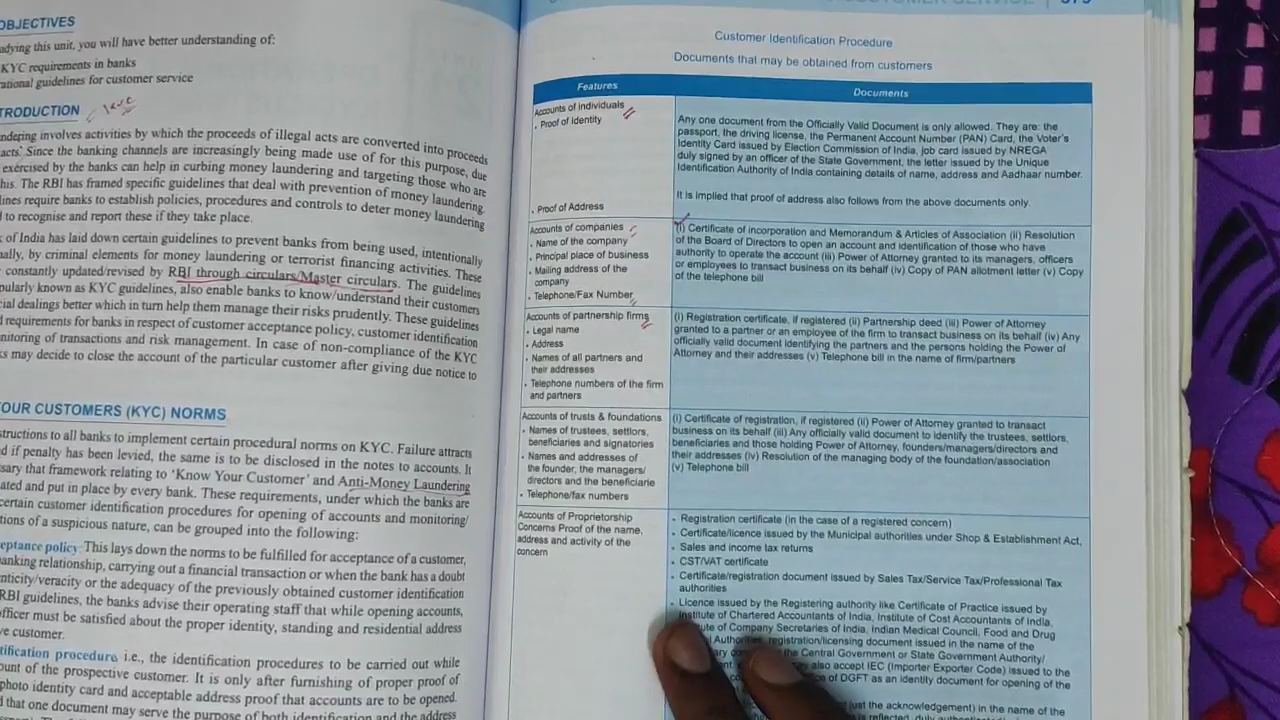 OBJECTIVES
you will have better understanding of:
KYC requirements in banks
guidelines for customer service
KYC
involves activities by which the proceeds of illegal acts are converted into proceeds
acts. Since the banking channels are increasingly being made use of for this purpose, due
exercised by the banks can help in curbing money laundering and targeting those who are
this. The RBI has framed specific guidelines that deal with prevention of money laundering.
require banks to establish policies, procedures and controls to deter money laundering
to recognise and report these if they take place.
of India has laid down certain guidelines to prevent banks from being used, intentionally
by criminal elements for money laundering or terrorist financing activities. These
constantly updated/revised by RBI through circulars/Master circulars. The guidelines
known as KYC guidelines, also enable banks to know/understand their customers
dealings better which in turn help them manage their risks prudently. These guidelines
requirements for banks in respect of customer acceptance policy, customer identification
of transactions and risk management. In case of non-compliance of the KYC
may decide to close the account of the particular customer after giving due notice to
YOUR CUSTOMERS (KYC) NORMS
to all banks to implement certain procedural norms on KYC. Failure attracts
if penalty has been levied, the same is to be disclosed in the notes to accounts. It
that framework relating to 'Know Your Customer' and Anti-Money Laundering
and put in place by every bank. These requirements, under which the banks are
certain customer identification procedures for opening of accounts and monitoring/
of a suspicious nature, can be grouped into the following:
policy: This lays down the norms to be fulfilled for acceptance of a customer,
banking relationship, carrying out a financial transaction or when the bank has a doubt
or the adequacy of the previously obtained customer identification
RBI guidelines, the banks advise their operating staff that while opening accounts,
officer must be satisfied about the proper identity, standing and residential address
customer.
procedure i.e., the identification procedures to be carried out while
of the prospective customer. It is only after furnishing of proper proof of
photo identity card and acceptable address proof that accounts are to be opened.
that one document may serve the purpose of both identification and the address
Customer Identification Procedure
Documents that may be obtained from customers
Features Documents
Accounts of individuals
• Proof of Identity
Any one document from the Officially Valid Document is only allowed. They are: the
passport, the driving license, the Permanent Account Number (PAN) Card, the Voter's
Identity Card issued by Election Commission of India, job card issued by NREGA
duly signed by an officer of the State Government, the letter issued by the Unique
Identification Authority of India containing details of name, address and Aadhaar number.
• Proof of Address
It is implied that proof of address also follows from the above documents only
Accounts of companies
• Name of the company
• Principal place of business
• Mailing address of the
company
• Telephone/Fax Number
(i) Certificate of incorporation and Memorandum & Articles of Association (ii) Resolution
of the Board of Directors to open an account and identification of those who have
authority to operate the account (iii) Power of Attorney granted to its managers, officers
or employees to transact business on its behalf (iv) Copy of PAN allotment letter (v) Copy
of the telephone bill
Accounts of partnership firms
• Legal name
• Address
• Names of all partners and
their addresses
• Telephone numbers of the firm
and partners
(i) Registration certificate, if registered (ii) Partnership deed (iii) Power of Attorney
granted to a partner or an employee of the firm to transact business on its behalf (iv) Any
officially valid document identifying the partners and the persons holding the Power of
Attorney and their addresses (v) Telephone bill in the name of firm/partners
Accounts of trusts & foundations
• Names of trustees, settlors,
beneficiaries and signatories
• Names and addresses of
the founder, the managers/
directors and the beneficiarie
• Telephone/fax numbers
(i) Certificate of registration, if registered (ii) Power of Attorney granted to transact
business on its behalf (iii) Any officially valid document to identify the trustees, settlors,
beneficiaries and those holding Power of Attorney, founders/managers/directors and
their addresses (iv) Resolution of the managing body of the foundation/association
(v) Telephone bill
Accounts of Proprietorship
Concerns Proof of the name,
address and activity of the
concern
• Registration certificate (in the case of a registered concern)
• Certificate/licence issued by the Municipal authorities under Shop & Establishment Act,
• Sales and income tax returns
• CST/VAT certificate
• Certificate/registration document issued by Sales Tax/Service Tax/Professional Tax
authorities
• Licence issued by the Registering authority like Certificate of Practice issued by
Institute of Chartered Accountants of India, Institute of Cost Accountants of India,
of Company Secretaries of India, Indian Medical Council, Food and Drug
registration/licensing document issued in the name of the
the Central Government or State Government Authority/
may also accept IEC (Importer Exporter Code) issued to the
of DGFT as an identity document for opening of the
just the acknowledgement) in the name of the